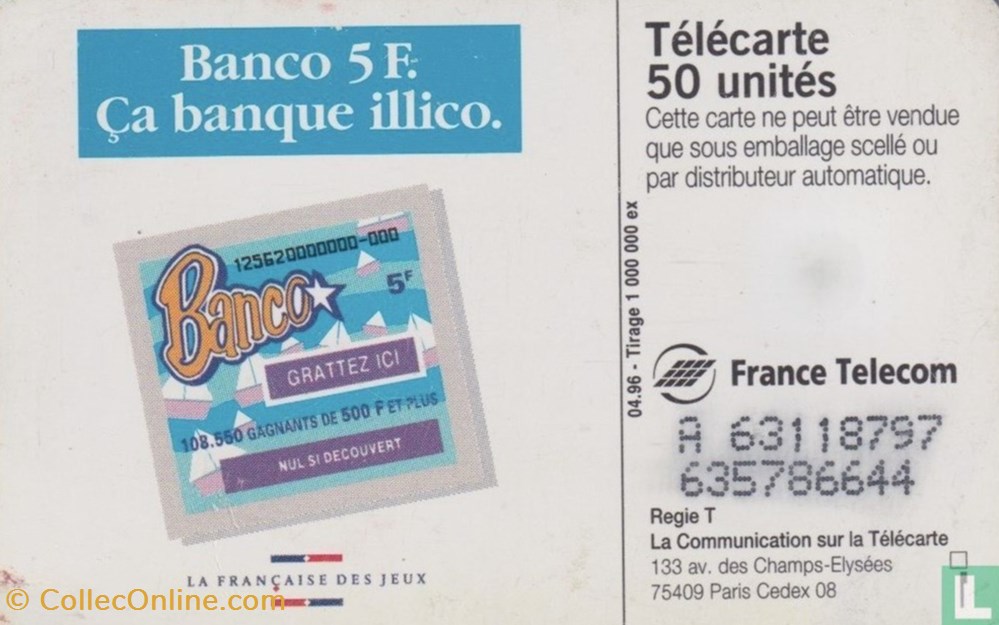 Banco 5 F.
Ça banque illico.
125620000000-000
Banco
5F
GRATTEZ ICI
108.550 GAGNANTS DE 500 F ET PLUS
NUL SI DECOUVERT
LA FRANÇAISE DES JEUX
© CollecOnline.com
04.96 - Tirage 1 000 000 ex
Télécarte
50 unités
Cette carte ne peut être vendue
que sous emballage scellé ou
par distributeur automatique.
France Telecom
A 63118797
635786644
Regie T
La Communication sur la Télécarte
133 av. des Champs-Elysées
75409 Paris Cedex 08
L